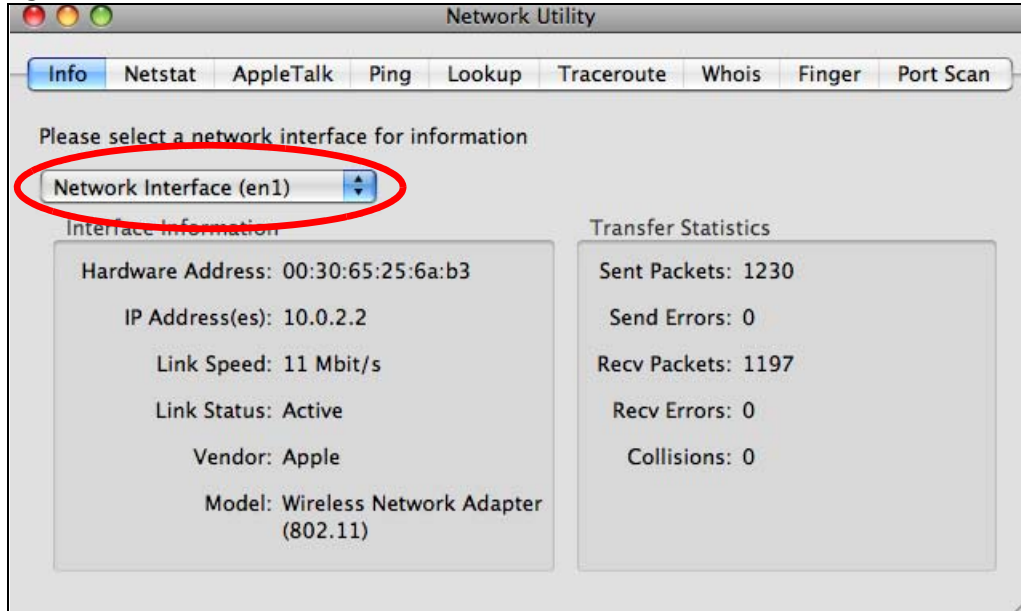 Network Utility
Info Netstat AppleTalk Ping Lookup Traceroute Whois Finger Port Scan
Please select a network interface for information
Network Interface (en1)
Interface Information
Hardware Address: 00:30:65:25:6a:b3
IP Address(es): 10.0.2.2
Link Speed: 11 Mbit/s
Link Status: Active
Vendor: Apple
Model: Wireless Network Adapter
(802.11)
Transfer Statistics
Sent Packets: 1230
Send Errors: 0
Recv Packets: 1197
Recv Errors: 0
Collisions: 0